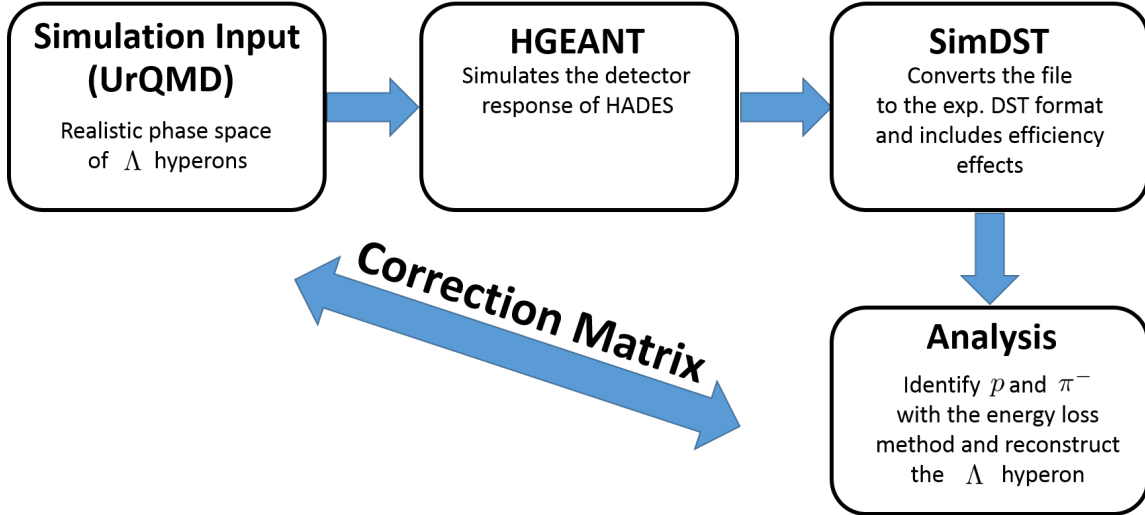 Simulation Input
(UrQMD)
Realistic phase space
of Λ hyperons
HGEANT
Simulates the detector
response of HADES
SimDST
Converts the file
to the exp. DST format
and includes efficiency
effects
Correction Matrix
Analysis
Identify p and π⁻
with the energy loss
method and reconstruct
the Λ hyperon